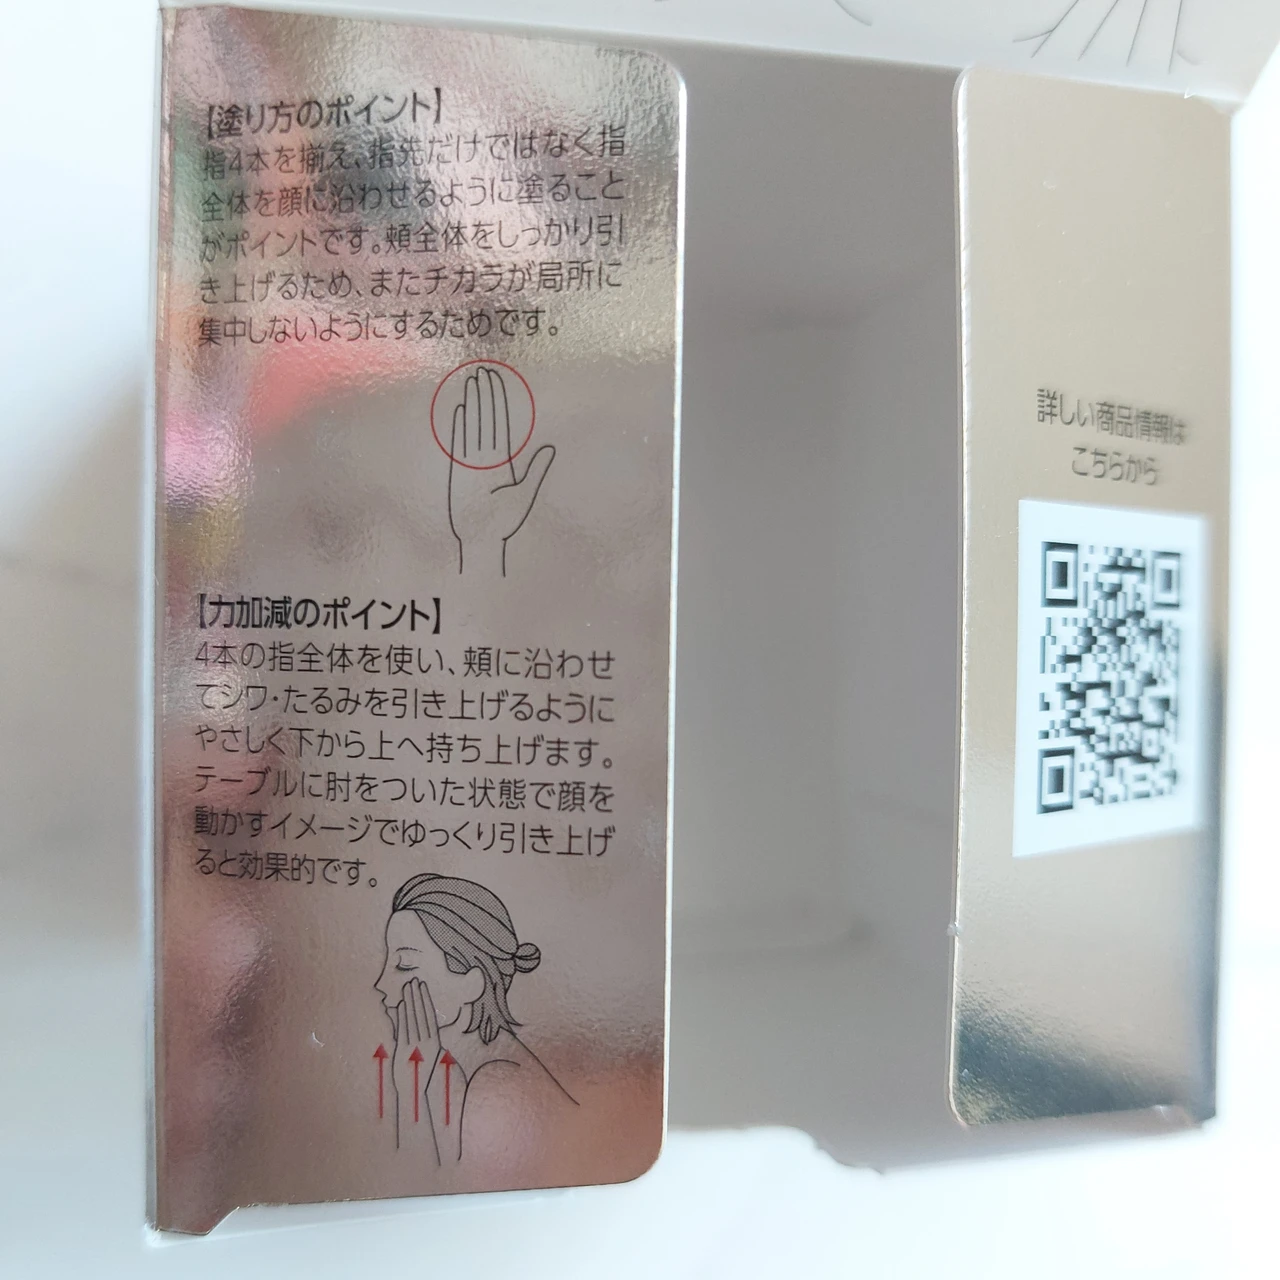 【塗り方のポイント】
指4本を揃え、指先だけではなく指
全体を顔に沿わせるように塗ること
がポイントです。頬全体をしっかり引
き上げるため、またチカラが局所に
集中しないようにするためです。
【力加減のポイント】
4本の指全体を使い、頬に沿わせ
てシワ・たるみを引き上げるように
やさしく下から上へ持ち上げます。
テーブルに肘をついた状態で顔を
動かすイメージでゆっくり引き上げ
ると効果的です。
詳しい商品情報は
こちらから